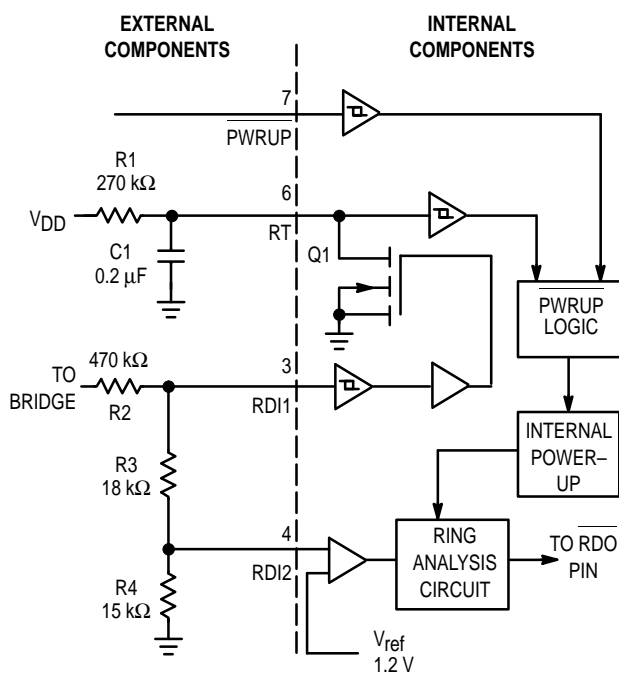 EXTERNAL
COMPONENTS
INTERNAL
COMPONENTS
7
PWRUP
R1
270 kΩ
VDD
6
RT
C1
0.2 µF
Q1
PWRUP
LOGIC
470 kΩ
TO
BRIDGE
R2
3
RDI1
INTERNAL
POWER–
UP
R3
18 kΩ
4
RDI2
RING
ANALYSIS
CIRCUIT
TO RDO
PIN
R4
15 kΩ
Vref
1.2 V